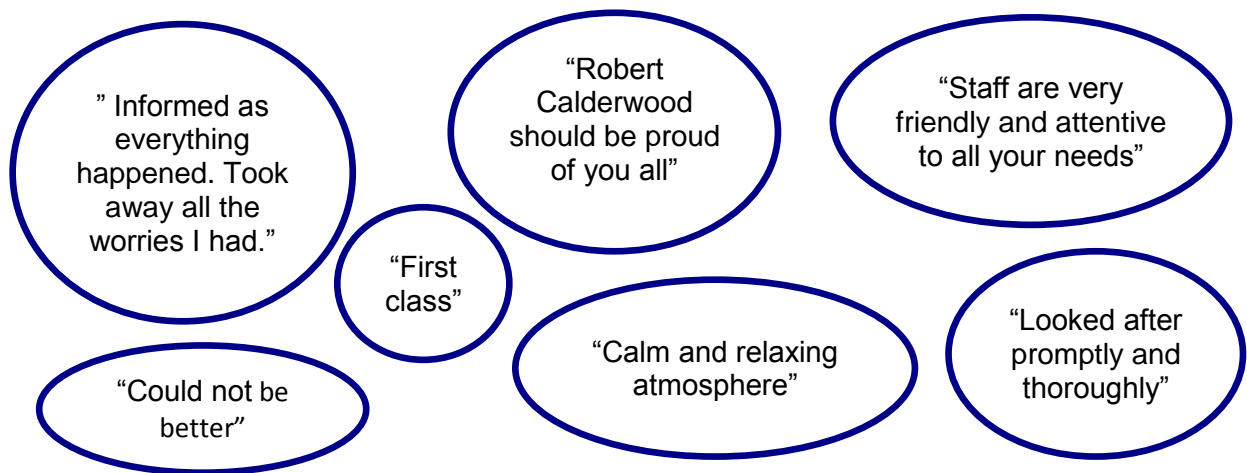 ” Informed as
everything
happened. Took
away all the
worries I had.”
“Robert
Calderwood
should be proud
of you all”
“Staff are very
friendly and attentive
to all your needs”
“First
class”
“Calm and relaxing
atmosphere”
“Looked after
promptly and
thoroughly”
“Could not be
better”